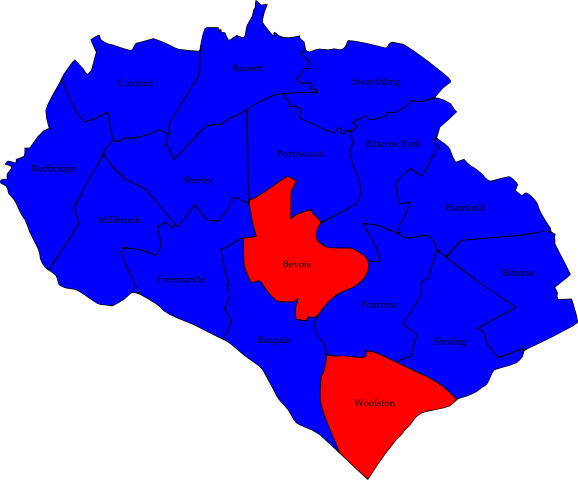 Bassett
Coxford
Swaythling
Bitterne Park
Portswood
Redbridge
Shirley
Harefield
Millbrook
Bevois
Bitterne
Freemantle
Peartree
Bargate
Sholing
Woolston